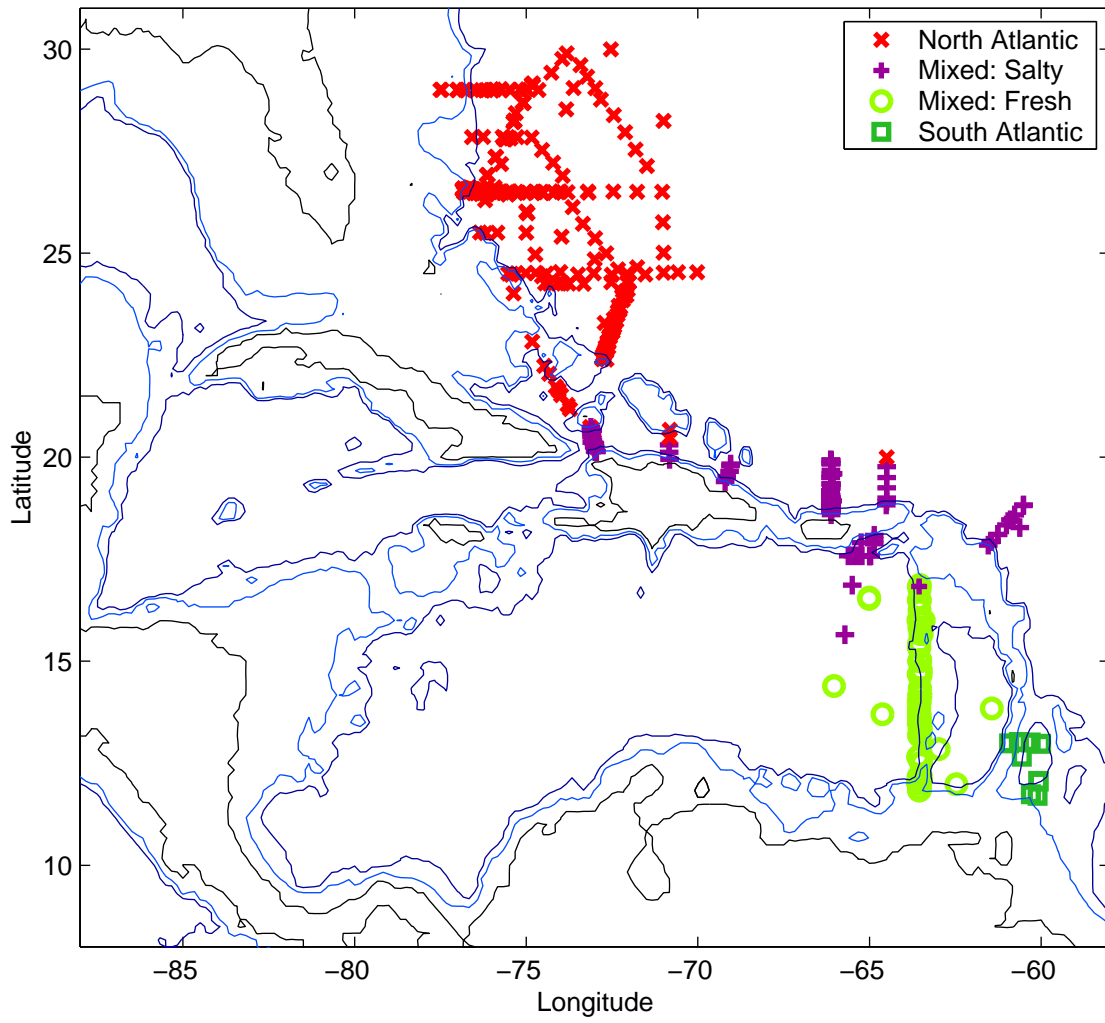 North Atlantic
Mixed: Salty
Mixed: Fresh
South Atlantic
30
25
20
15
10
Latitude
−85
−80
−75
−70
−65
−60
Longitude